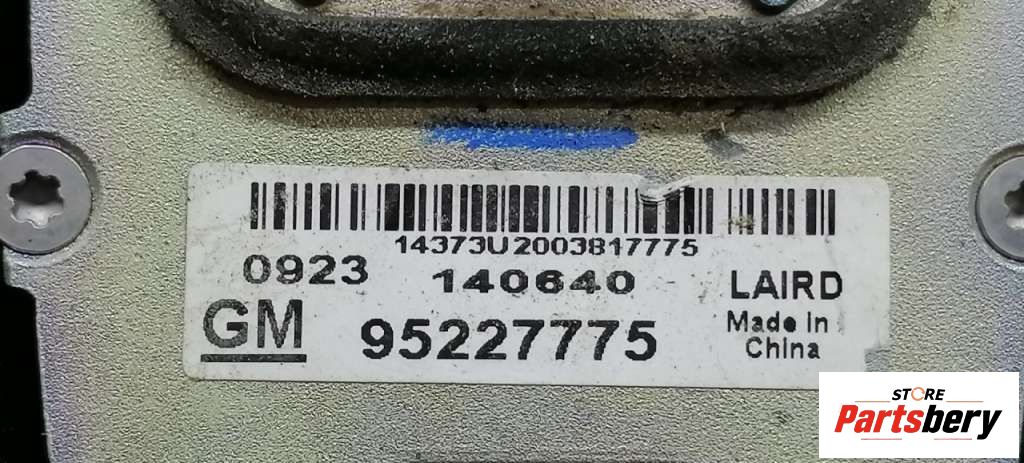 14373U2003817775
0923 140640 LAIRD
GM 95227775 Made in
China
STORE
Partsbery